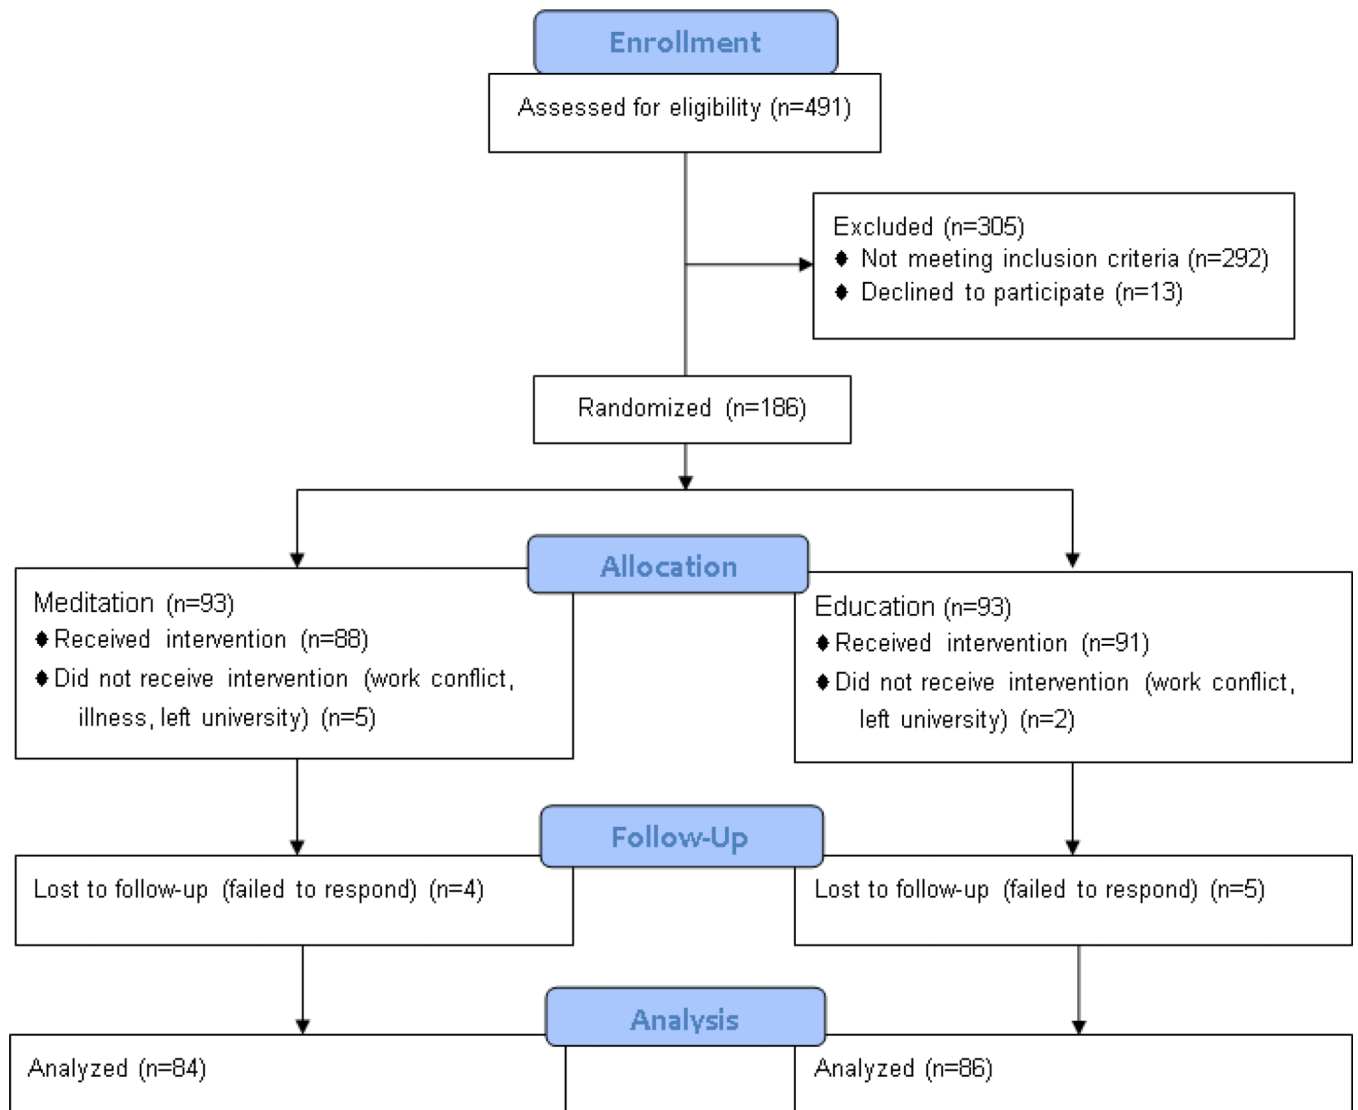 Enrollment
Assessed for eligibility (n=491)
Excluded (n=305)
♦ Not meeting inclusion criteria (n=292)
♦ Declined to participate (n=13)
Randomized (n=186)
Allocation
Meditation (n=93)
♦ Received intervention (n=88)
♦ Did not receive intervention (work conflict,
illness, left university) (n=5)
Education (n=93)
♦ Received intervention (n=91)
♦ Did not receive intervention (work conflict,
left university) (n=2)
Follow-Up
Lost to follow-up (failed to respond) (n=4)
Lost to follow-up (failed to respond) (n=5)
Analysis
Analyzed (n=84)
Analyzed (n=86)